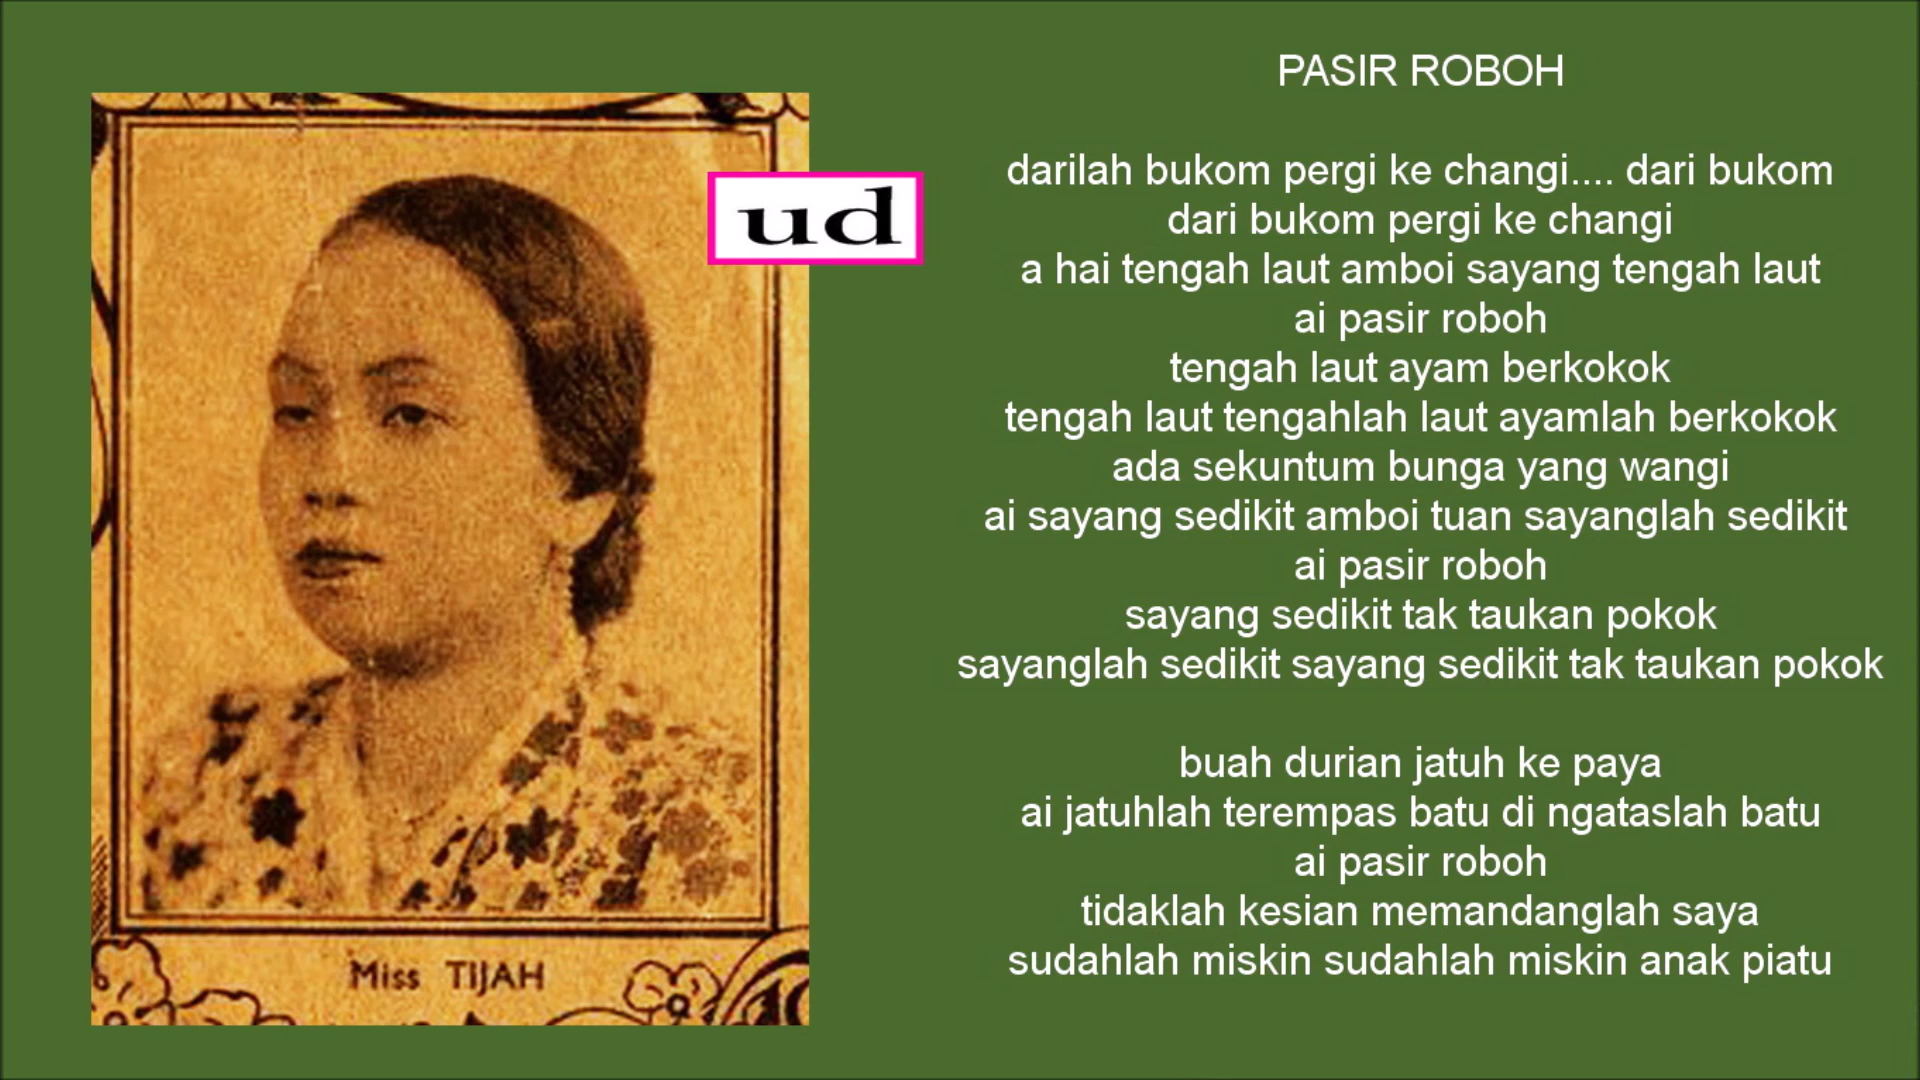 ud
Miss TIJAH
PASIR ROBOH
darilah bukom pergi ke changi.... dari bukom
dari bukom pergi ke changi
a hai tengah laut amboi sayang tengah laut
ai pasir roboh
tengah laut ayam berkokok
tengah laut tengahlah laut ayamlah berkokok
ada sekuntum bunga yang wangi
ai sayang sedikit amboi tuan sayanglah sedikit
ai pasir roboh
sayang sedikit tak taukan pokok
sayanglah sedikit sayang sedikit tak taukan pokok
buah durian jatuh ke paya
ai jatuhlah terempas batu di ngataslah batu
ai pasir roboh
tidaklah kesian memandanglah saya
sudahlah miskin sudahlah miskin anak piatu